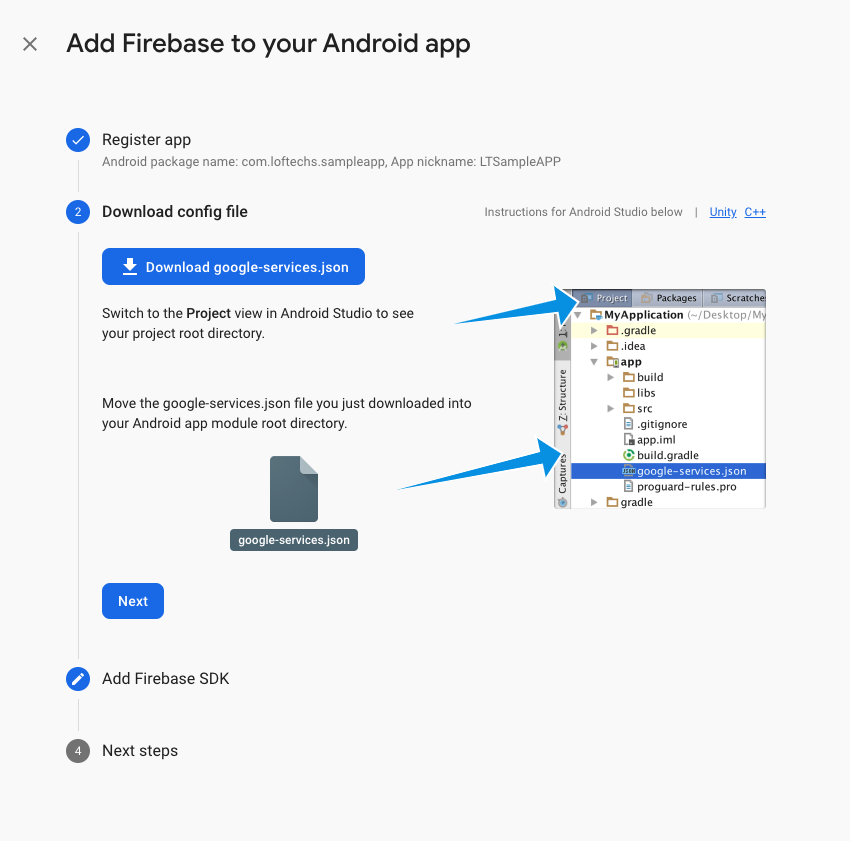 Add Firebase to your Android app
Register app
Android package name: com.loftechs.sampleapp, App nickname: LTSampleAPP
2
Download config file
Instructions for Android Studio below | Unity C++
Download google-services.json
Switch to the Project view in Android Studio to see
your project root directory.
Move the google-services.json file you just downloaded into
your Android app module root directory.
google-services.json
Project Packages Scratches
MyApplication (~/Desktop/My
.gradle
.idea
app
build
libs
src
.gitignore
app.iml
build.gradle
google-services.json
proguard-rules.pro
gradle
Z: Structure
Captures
Next
Add Firebase SDK
4
Next steps